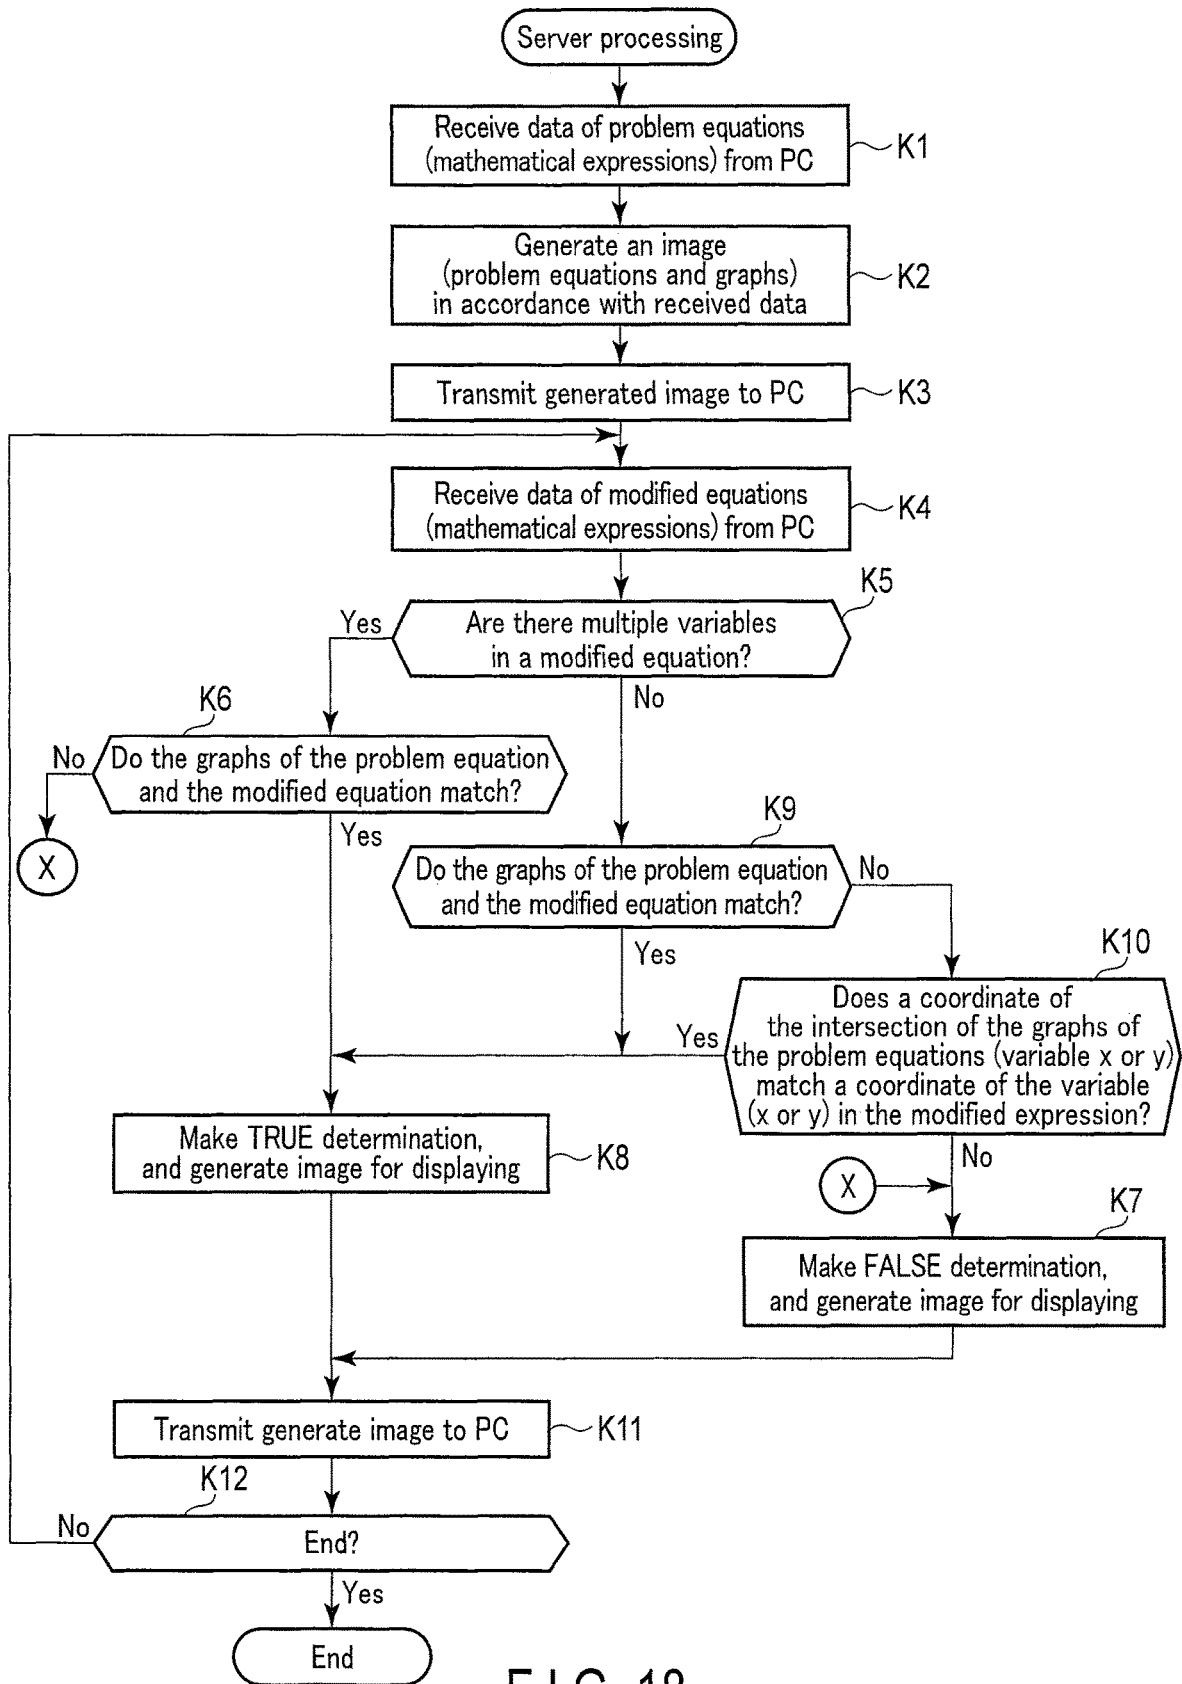 Server processing
Receive data of problem equations
(mathematical expressions) from PC
K1
Generate an image
(problem equations and graphs)
in accordance with received data
K2
Transmit generated image to PC
K3
Receive data of modified equations
(mathematical expressions) from PC
K4
K5
Are there multiple variables
in a modified equation?
Yes
No
K6
Do the graphs of the problem equation
and the modified equation match?
No
X
Yes
K9
Do the graphs of the problem equation
and the modified equation match?
No
Yes
K10
Does a coordinate of
the intersection of the graphs of
the problem equations (variable x or y)
match a coordinate of the variable
(x or y) in the modified expression?
Yes
No
Make TRUE determination,
and generate image for displaying
K8
X
K7
Make FALSE determination,
and generate image for displaying
Transmit generate image to PC
K11
K12
End?
No
Yes
End